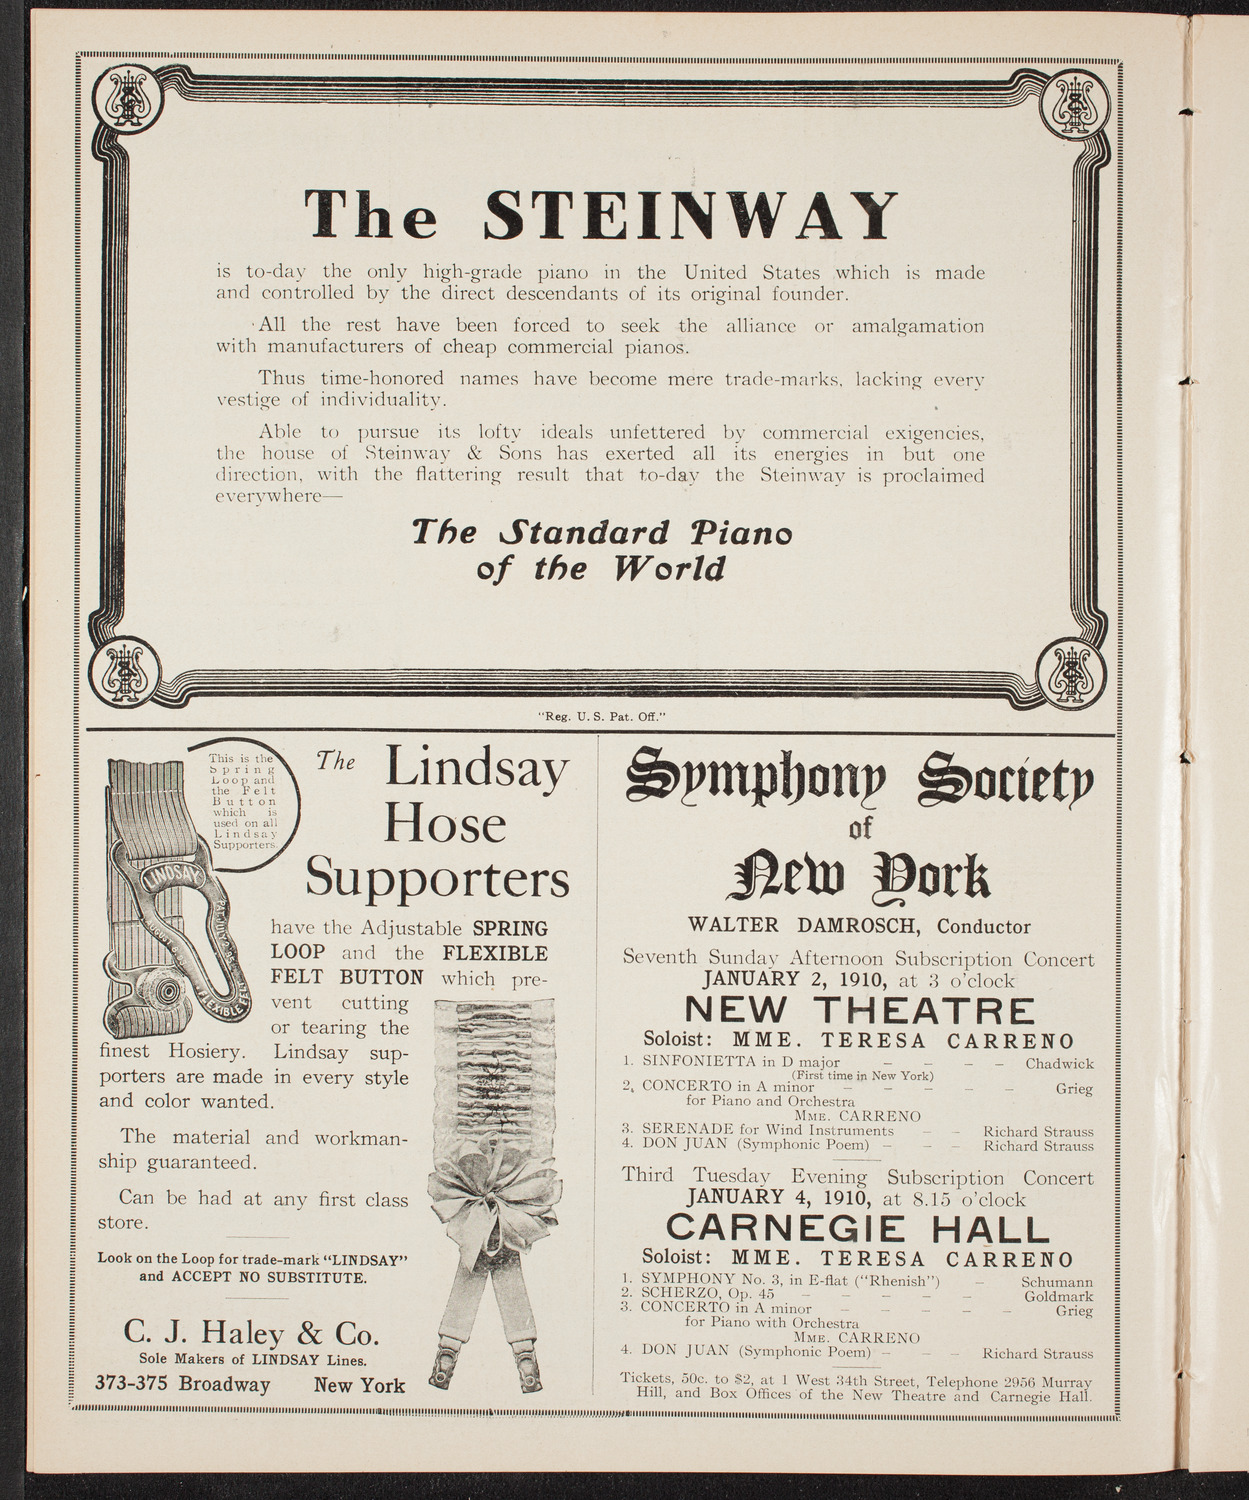 The STEINWAY
is to-day the only high-grade piano in the United States which is made
and controlled by the direct descendants of its original founder.
All the rest have been forced to seek the alliance or amalgamation
with manufacturers of cheap commercial pianos.
Thus time-honored names have become mere trade-marks, lacking every
vestige of individuality.
Able to pursue its lofty ideals unfettered by commercial exigencies,
the house of Steinway & Sons has exerted all its energies in but one
direction, with the flattering result that to-day the Steinway is proclaimed
everywhere—
The Standard Piano
of the World
"Reg. U. S. Pat. Off."
This is the
Spring
Loop and
the Felt
Button
which is
used on all
Lindsay
Supporters.
LINDSAY
FLEXIBLE FELT
The Lindsay
Hose
Supporters
have the Adjustable SPRING
LOOP and the FLEXIBLE
FELT BUTTON which pre-
vent cutting
or tearing the
finest Hosiery. Lindsay sup-
porters are made in every style
and color wanted.
The material and workman-
ship guaranteed.
Can be had at any first class
store.
Look on the Loop for trade-mark "LINDSAY"
and ACCEPT NO SUBSTITUTE.
C. J. Haley & Co.
Sole Makers of LINDSAY Lines.
373-375 Broadway New York
Symphony Society
of
New York
WALTER DAMROSCH, Conductor
Seventh Sunday Afternoon Subscription Concert
JANUARY 2, 1910, at 3 o'clock
NEW THEATRE
Soloist: MME. TERESA CARRENO
1. SINFONIETTA in D major — — — — Chadwick
(First time in New York)
2. CONCERTO in A minor — — — — — Grieg
for Piano and Orchestra
MME. CARRENO
3. SERENADE for Wind Instruments — — Richard Strauss
4. DON JUAN (Symphonic Poem) — — — Richard Strauss
Third Tuesday Evening Subscription Concert
JANUARY 4, 1910, at 8.15 o'clock
CARNEGIE HALL
Soloist: MME. TERESA CARRENO
1. SYMPHONY No. 3, in E-flat ("Rhenish") — Schumann
2. SCHERZO, Op. 45 — — — — — Goldmark
3. CONCERTO in A minor — — — — — Grieg
for Piano with Orchestra
MME. CARRENO
4. DON JUAN (Symphonic Poem) — — — Richard Strauss
Tickets, 50c. to $2, at 1 West 34th Street, Telephone 2956 Murray
Hill, and Box Offices of the New Theatre and Carnegie Hall.